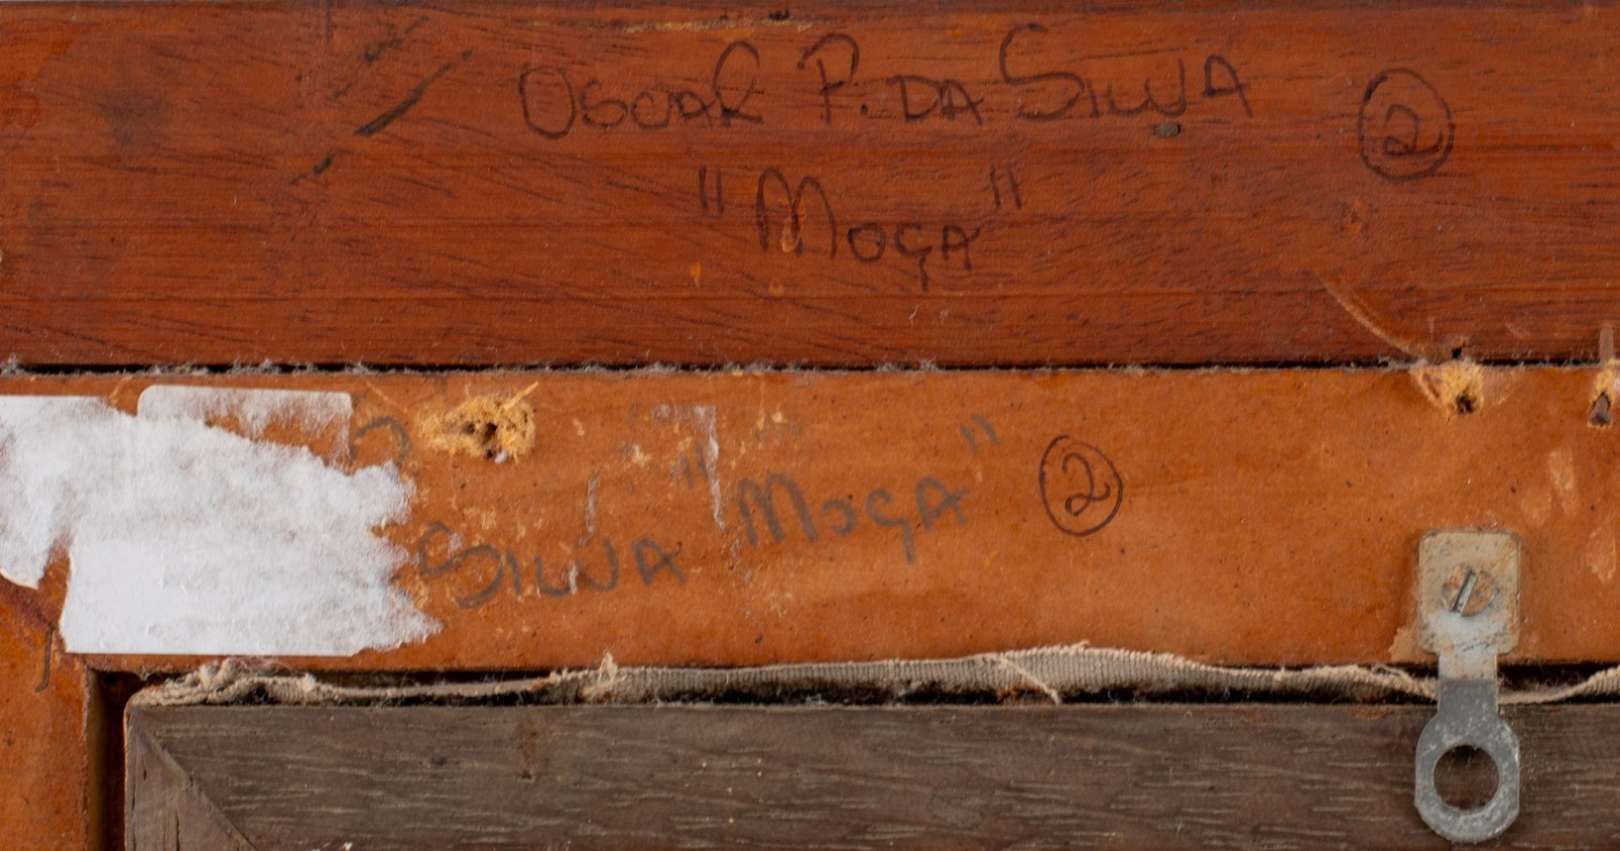 OSCAR P. DA SILVA ②
"MOÇA"
"MOÇA" ②
SILVA